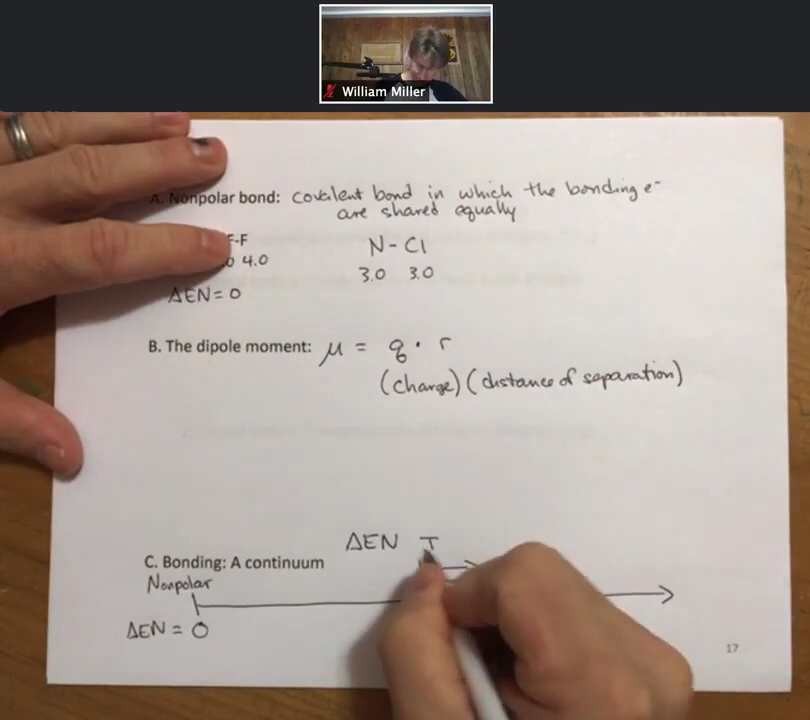 William Miller
A. Nonpolar bond: Covalent bond in which the bonding e⁻
are shared equally
F-F N-Cl
4.0 3.0 3.0
ΔEN = 0
B. The dipole moment: μ = q · r
(charge) (distance of separation)
ΔEN
C. Bonding: A continuum
Nonpolar
ΔEN = 0
17